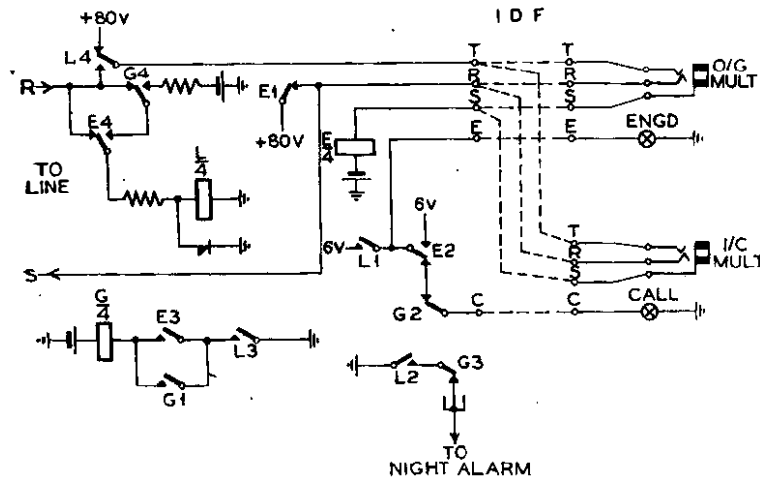 I D F
+80V
L4
R
G4
E1
+80V
T
R
S
E
T
R
S
E
O/G
MULT
ENGD
E4
E
4
TO
LINE
L
4
6V
6V
L1
E2
T
R
S
I/C
MULT
S
G2
C
C
CALL
G
4
E3
L3
G1
L2
G3
TO
NIGHT ALARM